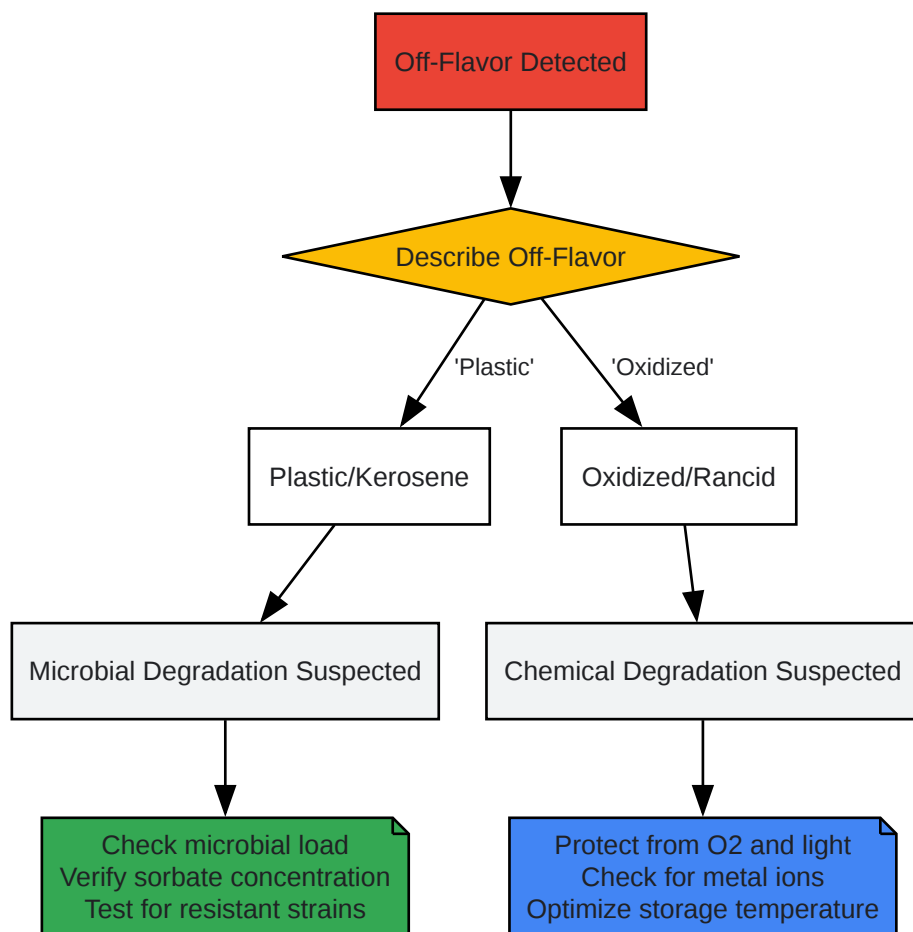 Off-Flavor Detected
Describe Off-Flavor
'Plastic'
'Oxidized'
Plastic/Kerosene
Oxidized/Rancid
Microbial Degradation Suspected
Chemical Degradation Suspected
Check microbial load
Verify sorbate concentration
Test for resistant strains
Protect from O2 and light
Check for metal ions
Optimize storage temperature